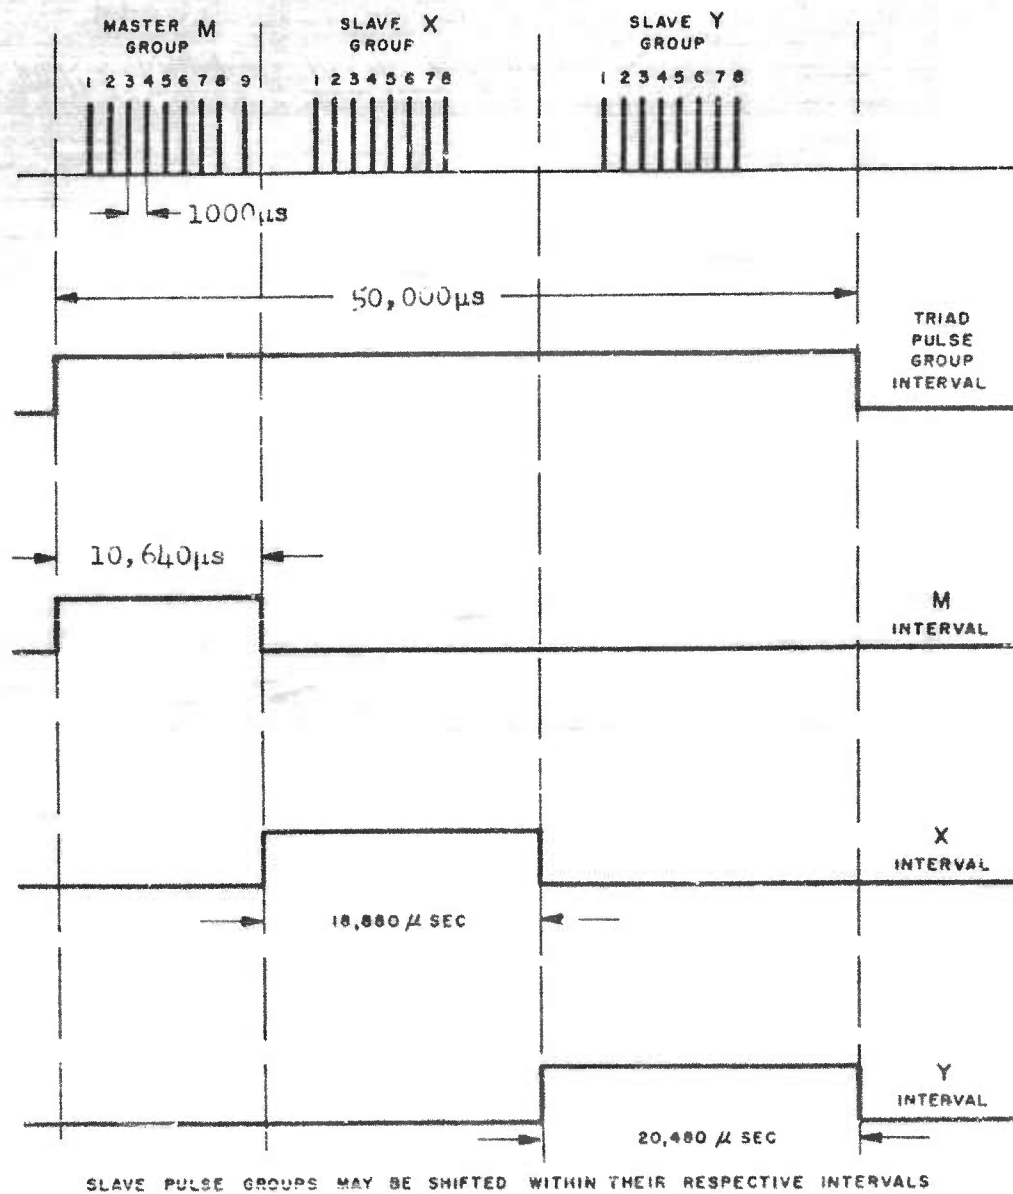 MASTER M
GROUP
SLAVE X
GROUP
SLAVE Y
GROUP
1 2 3 4 5 6 7 8 9
1 2 3 4 5 6 7 8
1 2 3 4 5 6 7 8
1000µs
50,000µs
TRIAD
PULSE
GROUP
INTERVAL
10,640µs
M
INTERVAL
X
INTERVAL
18,880 µ SEC
Y
INTERVAL
20,480 µ SEC
SLAVE PULSE GROUPS MAY BE SHIFTED WITHIN THEIR RESPECTIVE INTERVALS